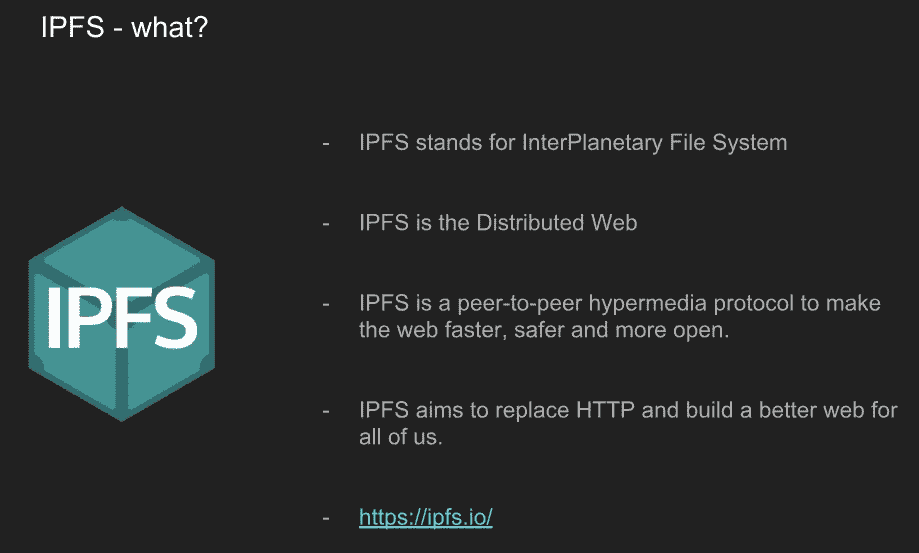 IPFS - what?
- IPFS stands for InterPlanetary File System
- IPFS is the Distributed Web
IPFS
- IPFS is a peer-to-peer hypermedia protocol to make
the web faster, safer and more open.
- IPFS aims to replace HTTP and build a better web for
all of us.
- https://ipfs.io/